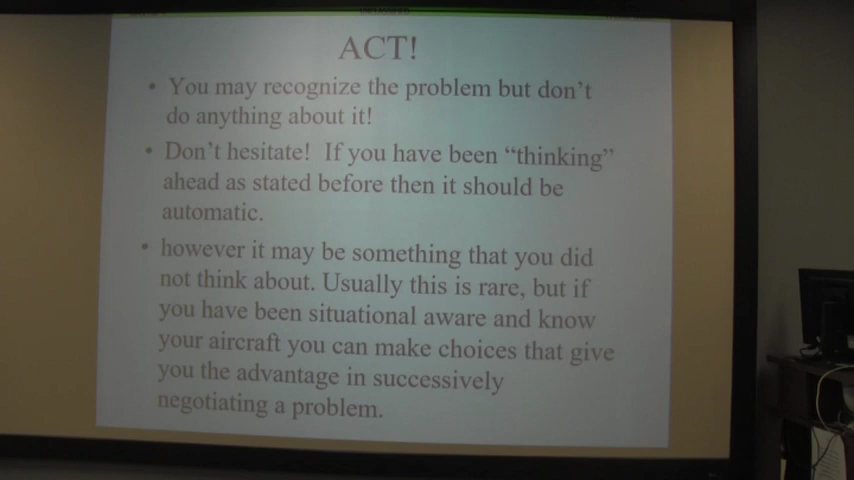 ACT!
• You may recognize the problem but don't
do anything about it!
• Don't hesitate! If you have been “thinking”
ahead as stated before then it should be
automatic.
• however it may be something that you did
not think about. Usually this is rare, but if
you have been situational aware and know
your aircraft you can make choices that give
you the advantage in successively
negotiating a problem.